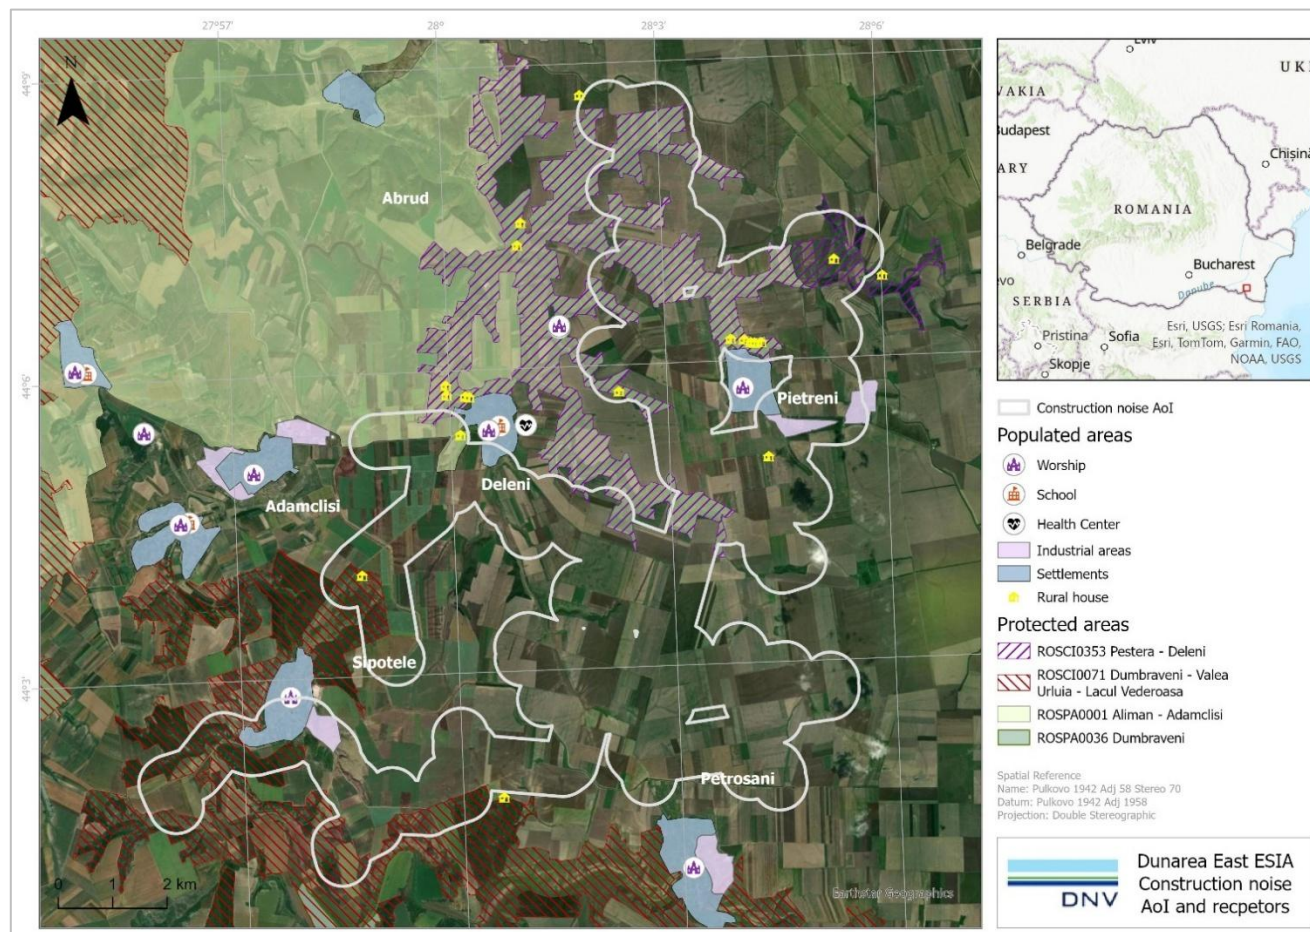 27°57'
28°
28°3'
28°6'
44°9'
44°6'
44°3'
N
Abrud
Adamclisi
Deleni
Pietreni
Sipotele
Petrosani
0 1 2 km
Earthstar Geographics
Lviv
UKI
VAKIA
Budapest
ARY
Chișină
ROMANIA
Belgrade
Bucharest
evo
Danube
SERBIA
Pristina
Sofia
Skopje
Esri, USGS; Esri Romania,
Esri, TomTom, Garmin, FAO,
NOAA, USGS
Construction noise AoI
Populated areas
Worship
School
Health Center
Industrial areas
Settlements
Rural house
Protected areas
ROSCI0353 Pestera - Deleni
ROSCI0071 Dumbraveni - Valea
Urluia - Lacul Vederoasa
ROSPA0001 Aliman - Adamclisi
ROSPA0036 Dumbraveni
Spatial Reference
Name: Pulkovo 1942 Adj 58 Stereo 70
Datum: Pulkovo 1942 Adj 1958
Projection: Double Stereographic
DNV
Dunarea East ESIA
Construction noise
AoI and recpetors